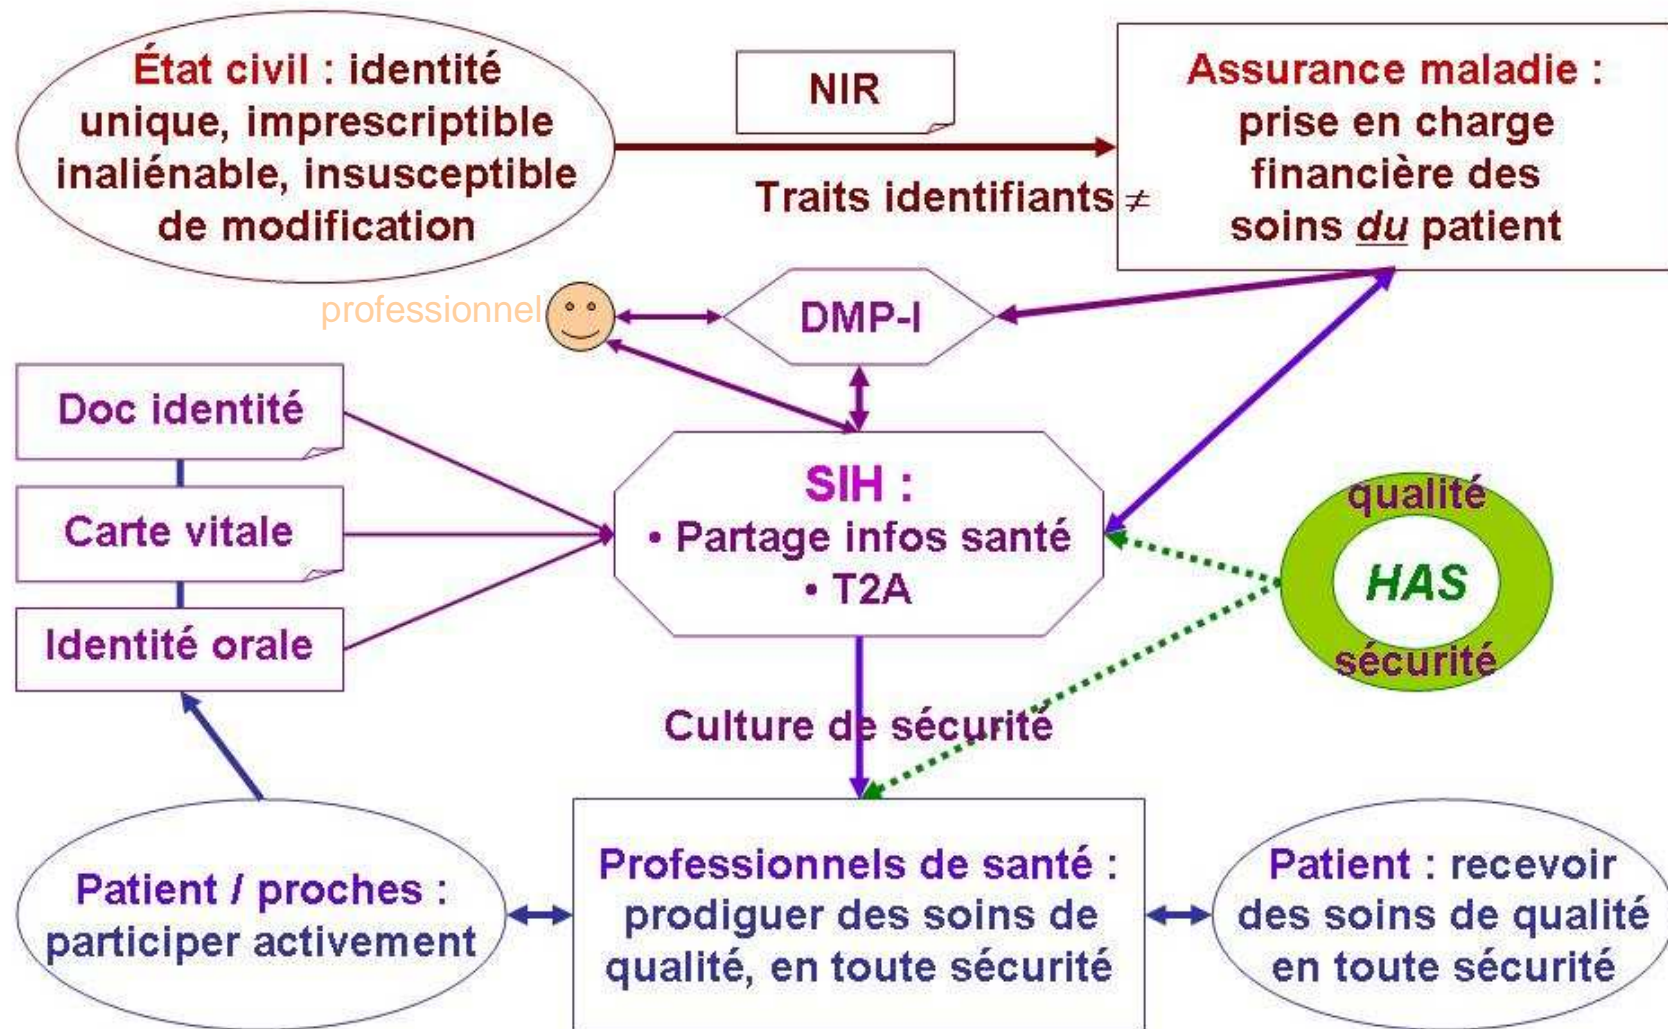 État civil : identité
unique, imprescriptible
inaliénable, insusceptible
de modification
NIR
Traits identifiants ≠
Assurance maladie :
prise en charge
financière des
soins du patient
professionnel
DMP-I
Doc identité
Carte vitale
Identité orale
SIH :
• Partage infos santé
• T2A
qualité
HAS
sécurité
Culture de sécurité
Patient / proches :
participer activement
Professionnels de santé :
prodiguer des soins de
qualité, en toute sécurité
Patient : recevoir
des soins de qualité
en toute sécurité